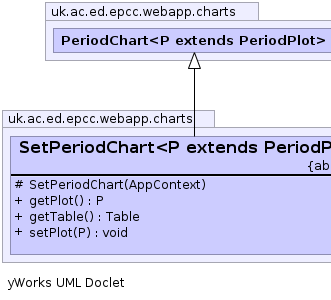 uk.ac.ed.epcc.webapp.charts
PeriodChart<P extends PeriodPlot>
uk.ac.ed.epcc.webapp.charts
SetPeriodChart<P extends PeriodP
{ab
# SetPeriodChart(AppContext)
+ getPlot() : P
+ getTable() : Table
+ setPlot(P) : void
yWorks UML Doclet